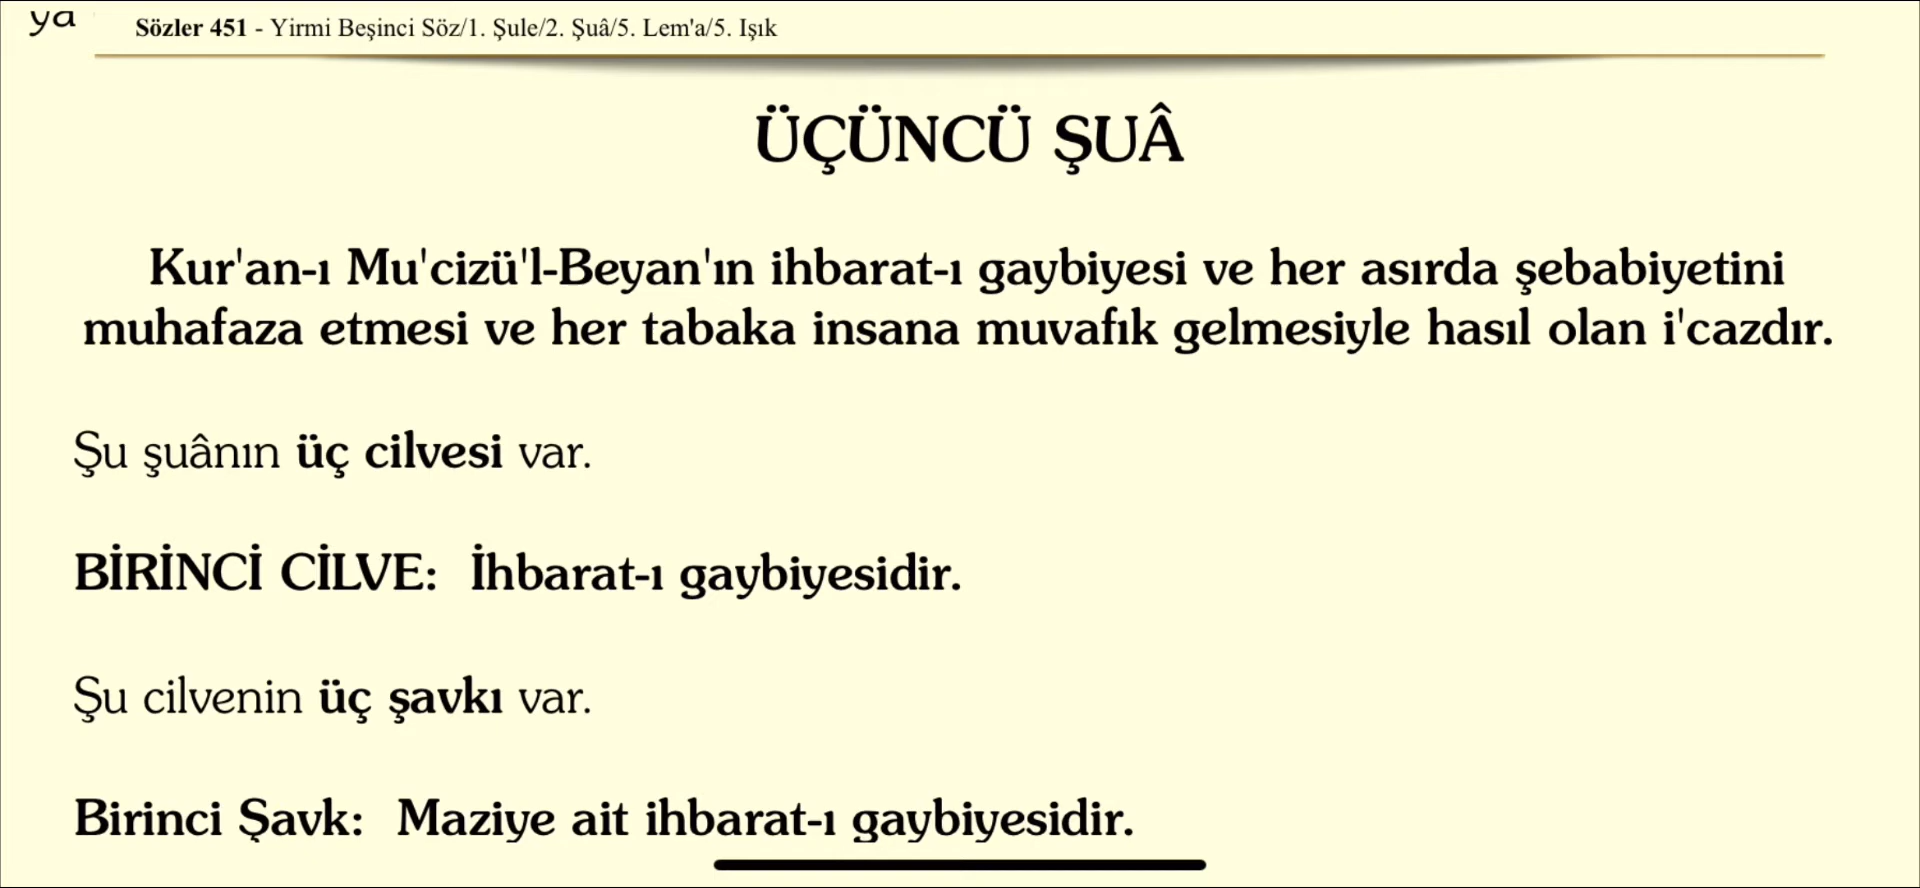 ya
Sözler 451 - Yirmi Beşinci Söz/1. Şule/2. Şuâ/5. Lem'a/5. Işık
ÜÇÜNCÜ ŞUÂ
Kur'an-ı Mu'cizü'l-Beyan'ın ihbarat-ı gaybiyesi ve her asırda şebabiyetini
muhafaza etmesi ve her tabaka insana muvafık gelmesiyle hasıl olan i'cazdır.
Şu şuânın üç cilvesi var.
BİRİNCİ CİLVE: İhbarat-ı gaybiyesidir.
Şu cilvenin üç şavkı var.
Birinci Şavk: Maziye ait ihbarat-ı gaybiyesidir.